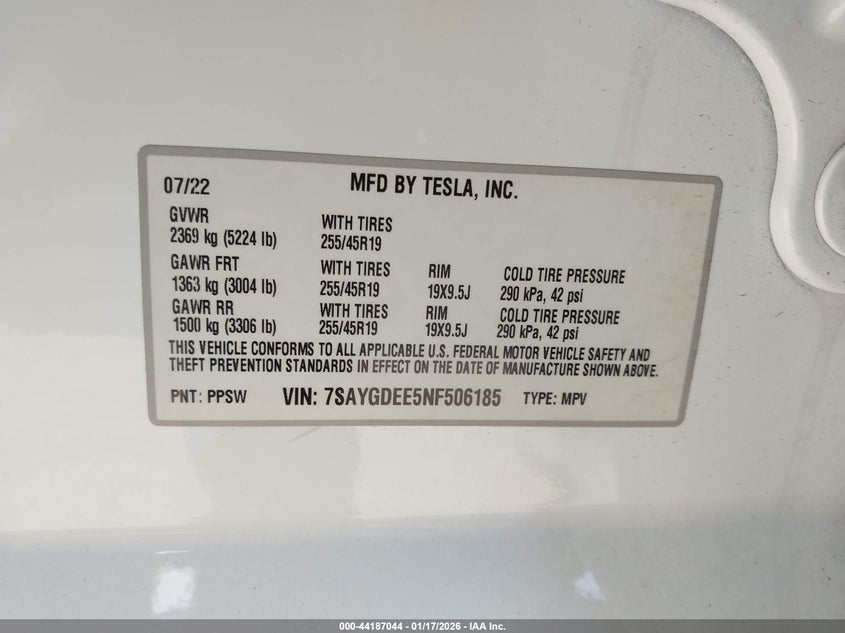 07/22 MFD BY TESLA, INC.
GVWR WITH TIRES
2369 kg (5224 lb) 255/45R19
GAWR FRT WITH TIRES RIM COLD TIRE PRESSURE
1363 kg (3004 lb) 255/45R19 19X9.5J 290 kPa, 42 psi
GAWR RR WITH TIRES RIM COLD TIRE PRESSURE
1500 kg (3306 lb) 255/45R19 19X9.5J 290 kPa, 42 psi
THIS VEHICLE CONFORMS TO ALL APPLICABLE U.S. FEDERAL MOTOR VEHICLE SAFETY AND
THEFT PREVENTION STANDARDS IN EFFECT ON THE DATE OF MANUFACTURE SHOWN ABOVE.
PNT: PPSW VIN: 7SAYGDEE5NF506185 TYPE: MPV
000-44187044 — 01/17/2026 - IAA Inc.